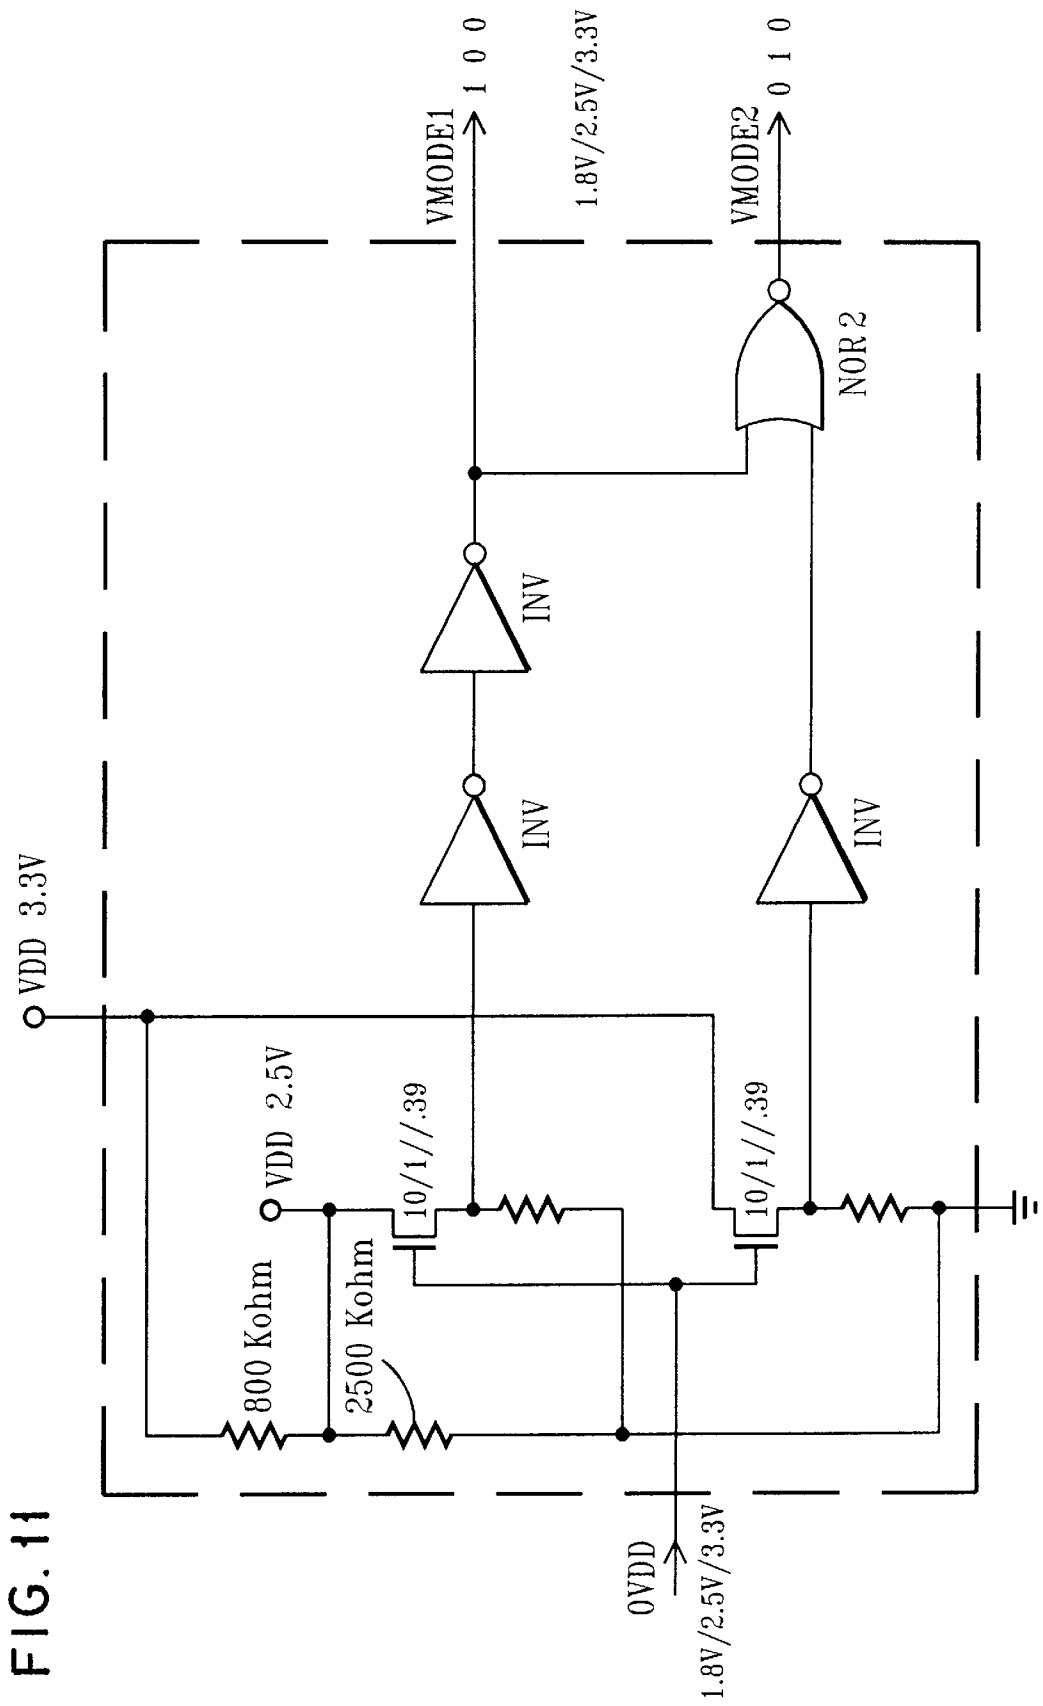 FIG. 11
VDD 3.3V
VDD 2.5V
800 Kohm
2500 Kohm
10/1//.39
10/1//.39
OVDD
1.8V/2.5V/3.3V
INV
INV
INV
NOR 2
VMODE1
1 0 0
1.8V/2.5V/3.3V
VMODE2
0 1 0